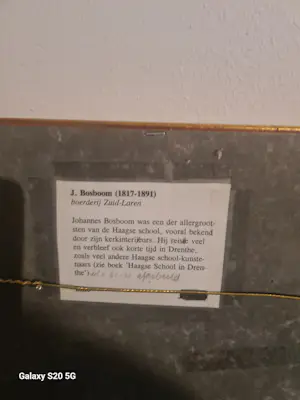 J. Bosboom (1817-1891)
boerderij Zuid-Laren
Johannes Bosboom was een der allergroot-
sten van de Haagse school, vooral bekend
door zijn kerkinterieurs. Hij reisde veel
en verbleef ook korte tijd in Drenthe,
zoals veel andere Haagse school-kunste-
naars (zie boek 'Haagse School in Dren-
the') afgebeeld
Galaxy S20 5G